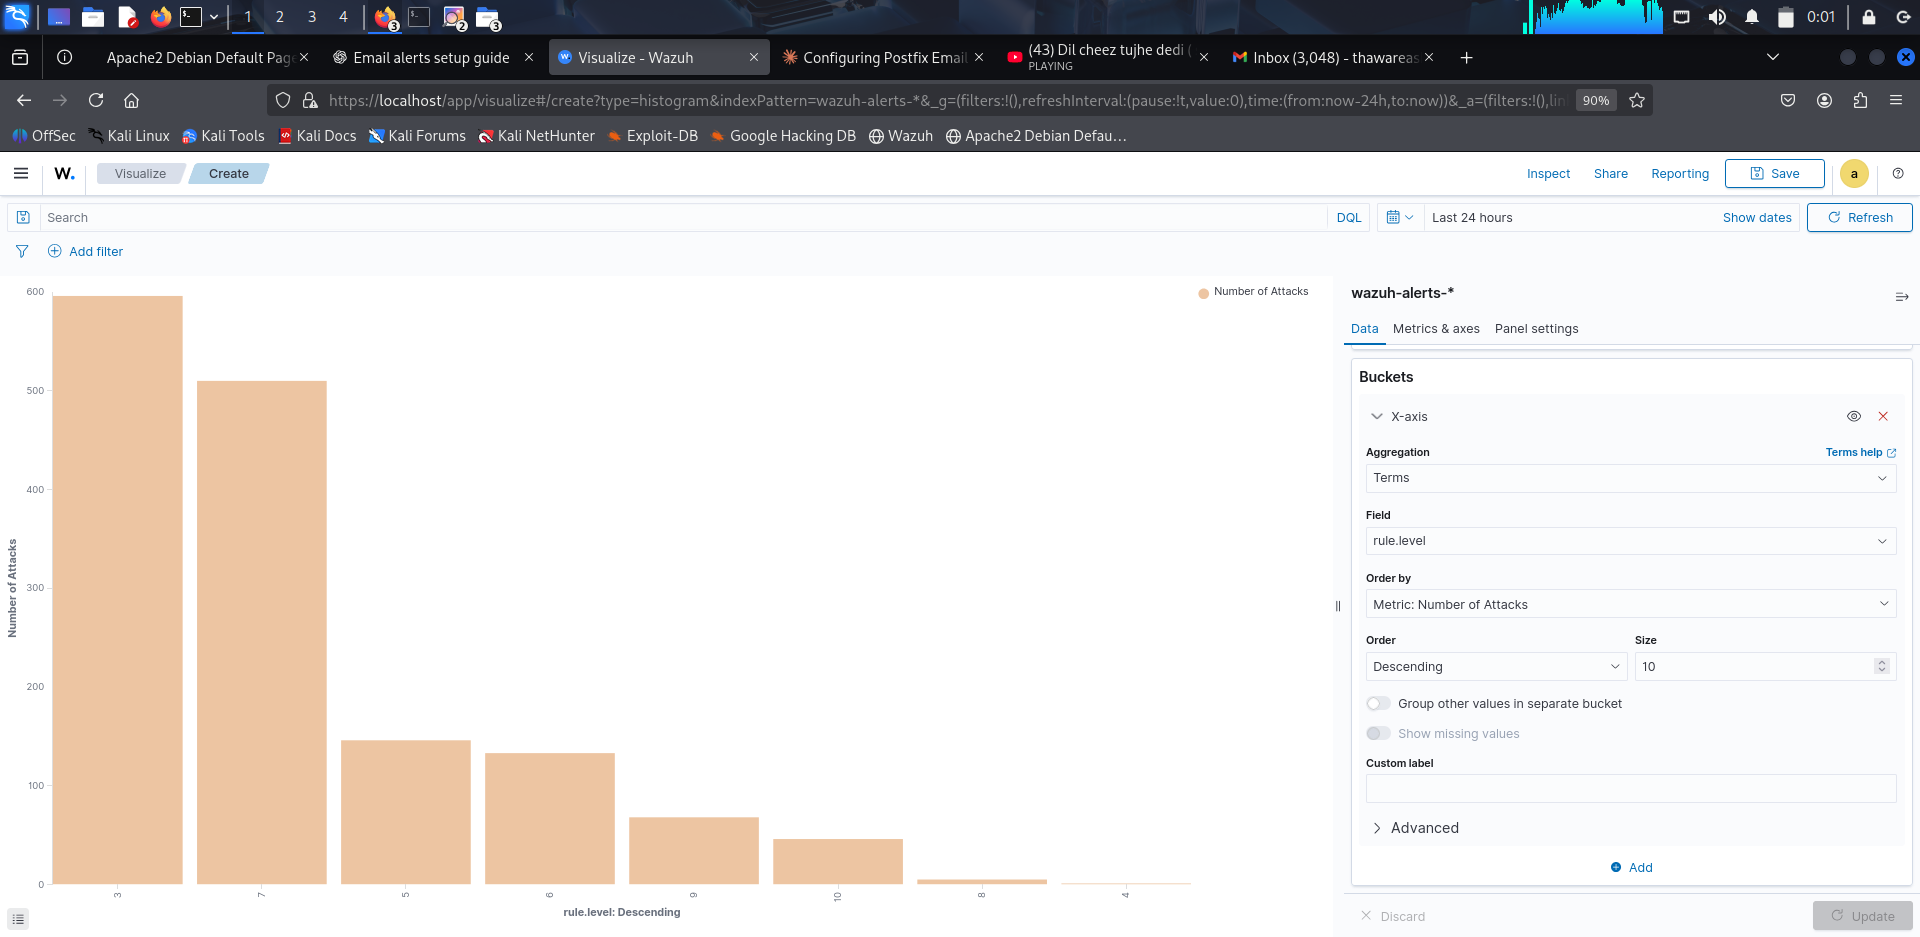 1 2 3 4 3 2 3 0:01
Apache2 Debian Default Pag Email alerts setup guide Visualize - Wazuh Configuring Postfix Email (43) Dil cheez tujhe dedi ( Inbox (3,048) - thawareas
PLAYING
https://localhost/app/visualize#/create?type=histogram&indexPattern=wazuh-alerts-*&_g=(filters:!(),refreshInterval:(pause:!t,value:0),time:(from:now-24h,to:now))&_a=(filters:!(),lin 90%
OffSec Kali Linux Kali Tools Kali Docs Kali Forums Kali NetHunter Exploit-DB Google Hacking DB Wazuh Apache2 Debian Defau...
W. Visualize Create Inspect Share Reporting Save a
Search DQL Last 24 hours Show dates Refresh
Add filter
Number of Attacks
600
500
400
300
200
100
0
Number of Attacks
3 7 5 6 9 10 8 4
rule.level: Descending
wazuh-alerts-*
Data Metrics & axes Panel settings
Buckets
X-axis
Aggregation Terms help
Terms
Field
rule.level
Order by
Metric: Number of Attacks
Order Size
Descending 10
Group other values in separate bucket
Show missing values
Custom label
Advanced
Add
Discard Update